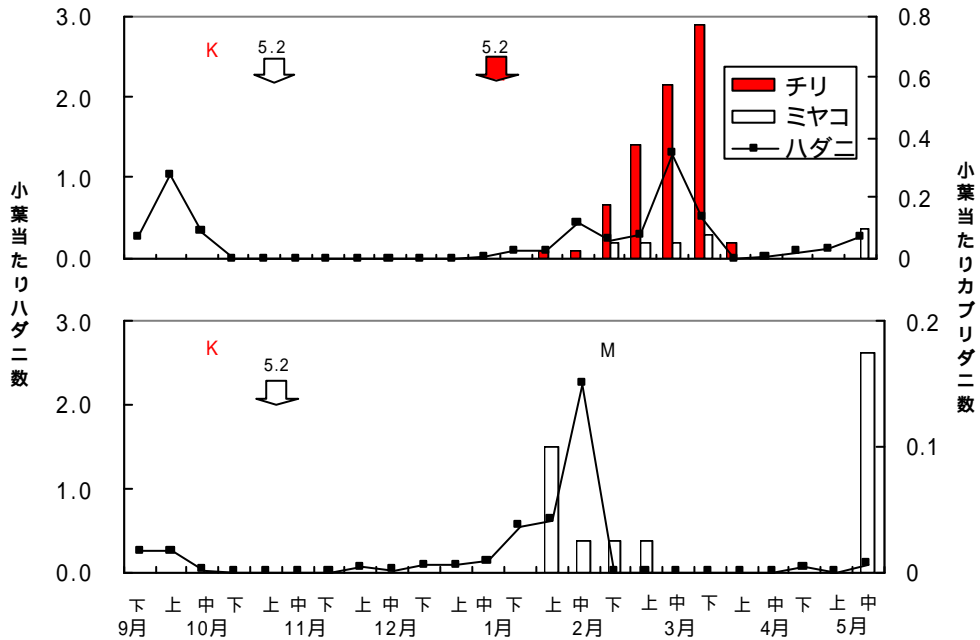 3.0
2.0
1.0
0.0
K
5.2
5.2
チリ
ミヤコ
ハダニ
0.8
0.6
0.4
0.2
0
小葉当たりハダニ数
小葉当たりカブリダニ数
3.0
2.0
1.0
0.0
K
5.2
M
0.2
0.1
0
下 上 中 下 上 中 下 上 中 下 上 中 下 上 中 下 上 中 下 上 中 下 上 中
9月 10月 11月 12月 1月 2月 3月 4月 5月